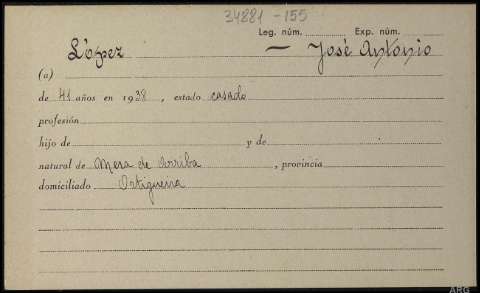 34881-155
Leg. núm. Exp. núm.
López — José Antonio
(a)
de 41 años en 1938, estado casado
profesión
hijo de y de
natural de Mera de Arriba, provincia
domiciliado Ortigueira
ARG